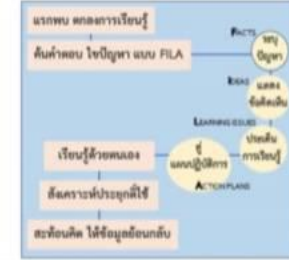 แรกพบ ตกลงการเรียนรู้
ค้นคำตอบ ไขปัญหา แบบ FILA
FACTS
พบ
ปัญหา
IDEAS
แสดง
ข้อคิดเห็น
LEARNING ISSUES
ประเด็น
การเรียนรู้
สู่
แผนปฏิบัติการ
ACTION PLANS
เรียนรู้ด้วยตนเอง
สังเคราะห์ประยุกต์ใช้
สะท้อนคิด ให้ข้อมูลย้อนกลับ